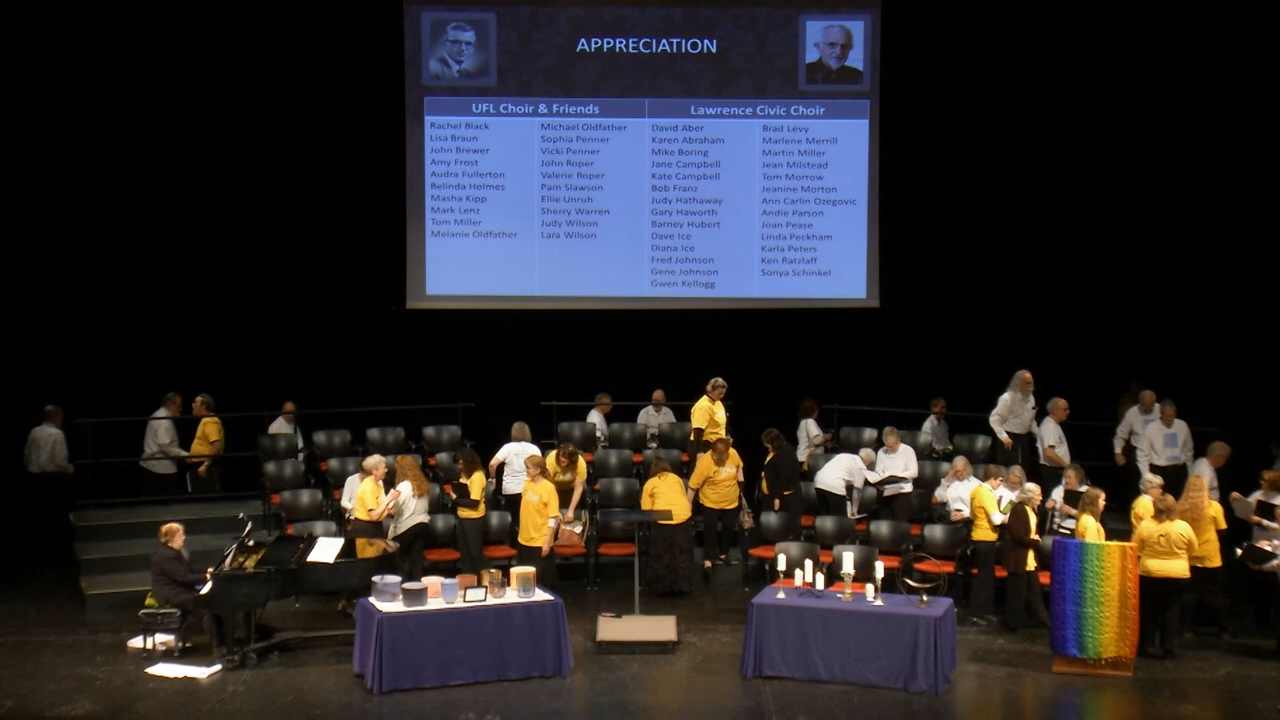 APPRECIATION
UFL Choir & Friends
Rachel Black
Lisa Braun
John Brewer
Amy Frost
Audra Fullerton
Belinda Holmes
Masha Kipp
Mark Lenz
Tom Miller
Melanie Oldfather
Michael Oldfather
Sophia Penner
Vicki Penner
John Roper
Valerie Roper
Pam Slawson
Ellie Unruh
Sherry Warren
Judy Wilson
Lara Wilson
Lawrence Civic Choir
David Aber
Karen Abraham
Mike Boring
Jane Campbell
Kate Campbell
Bob Franz
Judy Hathaway
Gary Haworth
Barney Hubert
Dave Ice
Diana Ice
Fred Johnson
Gene Johnson
Gwen Kellogg
Brad Levy
Marlene Merrill
Martin Miller
Jean Milstead
Tom Morrow
Jeanine Morton
Ann Carlin Ozegovic
Andie Parson
Joan Pease
Linda Peckham
Karla Peters
Ken Ratzlaff
Sonya Schinkel